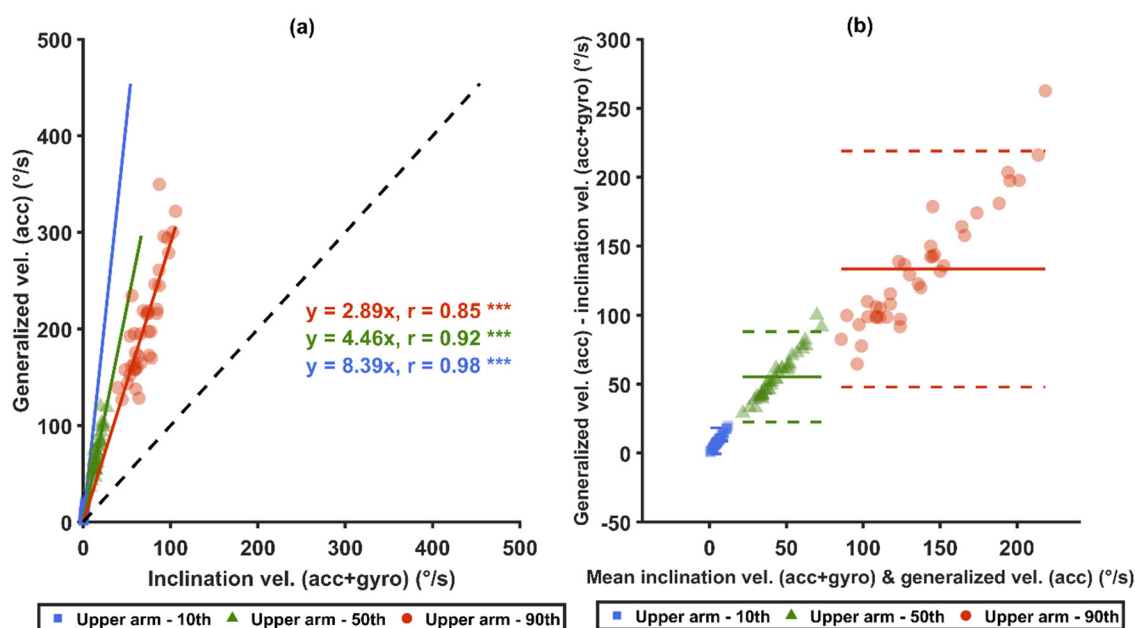 (a)
500
400
300
200
100
0
Generalized vel. (acc) (°/s)
y = 2.89x, r = 0.85 ***
y = 4.46x, r = 0.92 ***
y = 8.39x, r = 0.98 ***
0 100 200 300 400 500
Inclination vel. (acc+gyro) (°/s)
Upper arm - 10th Upper arm - 50th Upper arm - 90th
(b)
300
250
200
150
100
50
0
-50
Generalized vel. (acc) - inclination vel. (acc+gyro) (°/s)
0 50 100 150 200
Mean inclination vel. (acc+gyro) & generalized vel. (acc) (°/s)
Upper arm - 10th Upper arm - 50th Upper arm - 90th